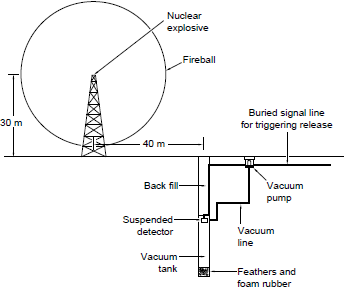 Nuclear
explosive
Fireball
30 m
40 m
Buried signal line
for triggering release
Back fill
Vacuum
pump
Suspended
detector
Vacuum
line
Vacuum
tank
Feathers and
foam rubber